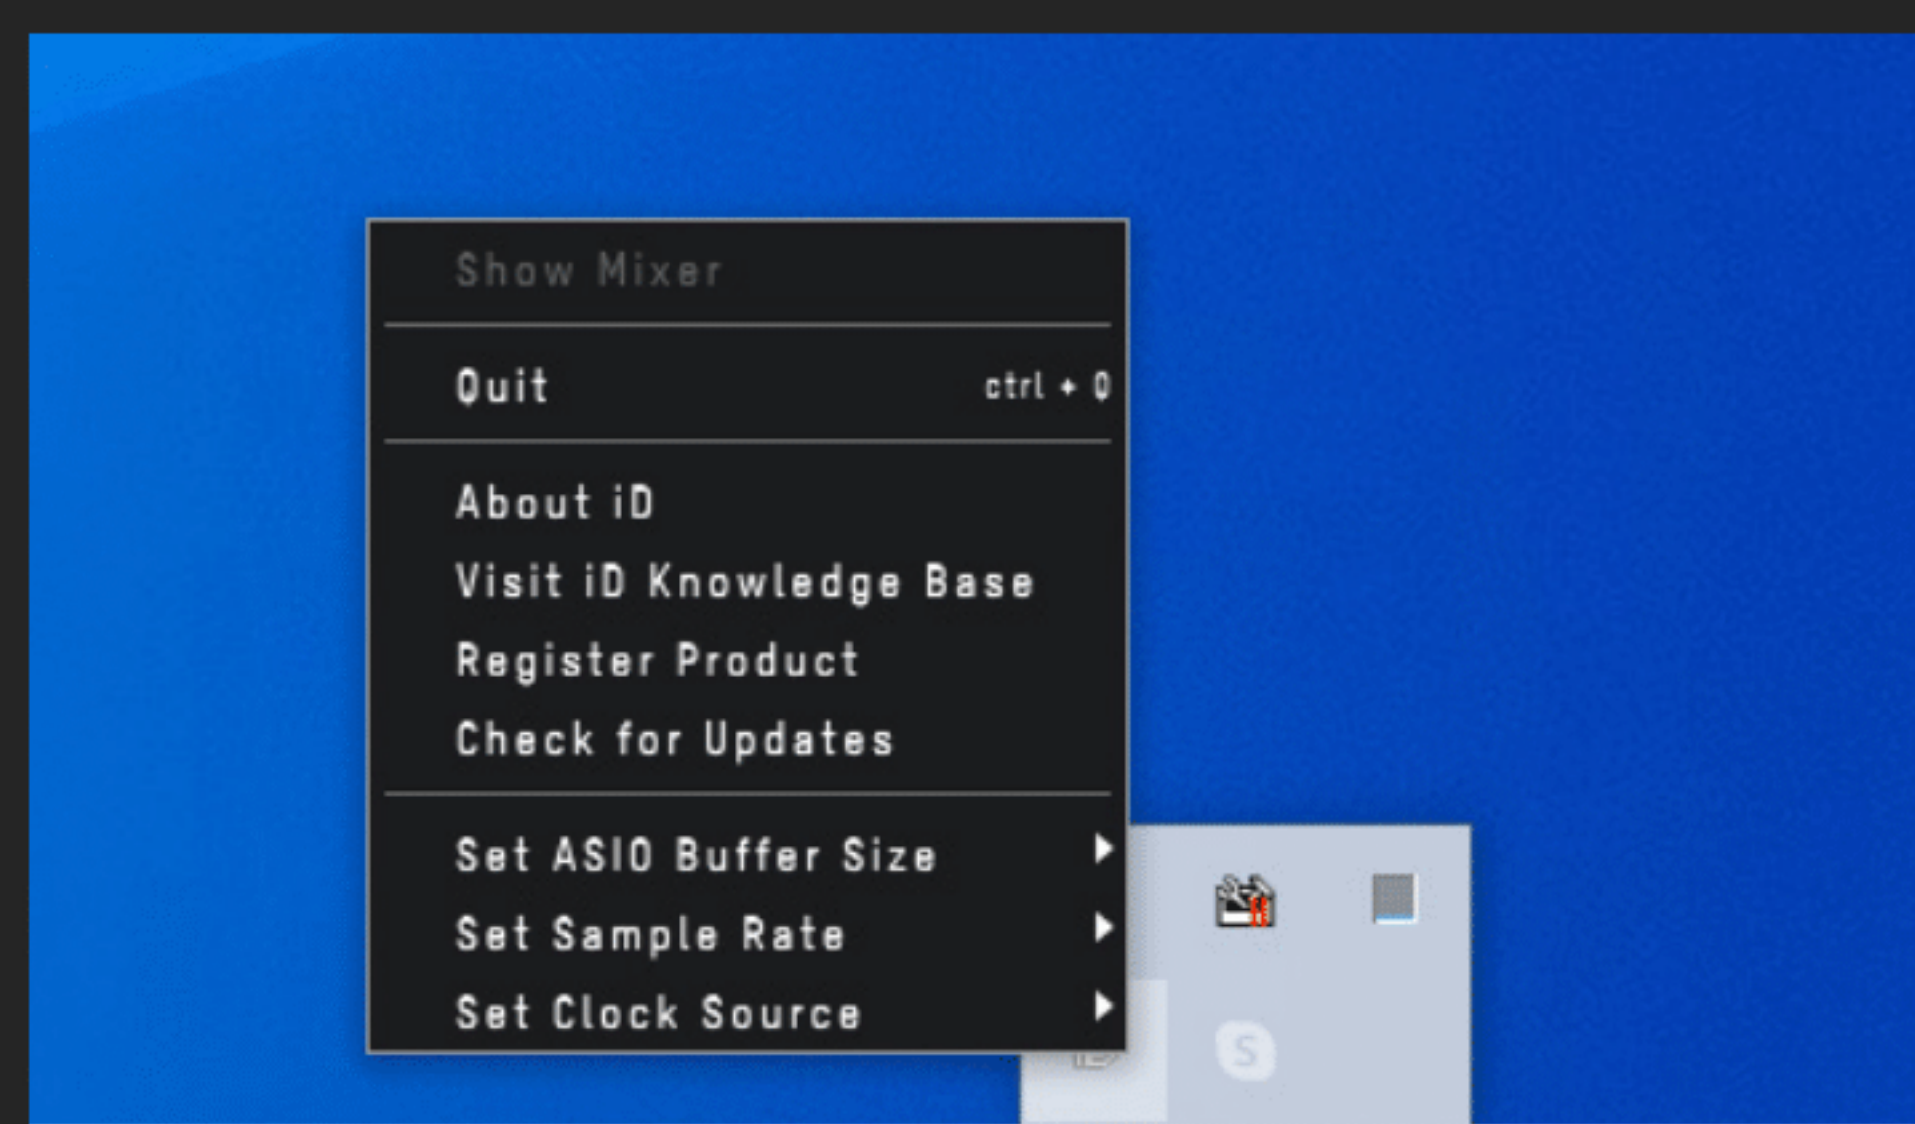 Show Mixer
Quit ctrl + Q
About iD
Visit iD Knowledge Base
Register Product
Check for Updates
Set ASIO Buffer Size
Set Sample Rate
Set Clock Source
S